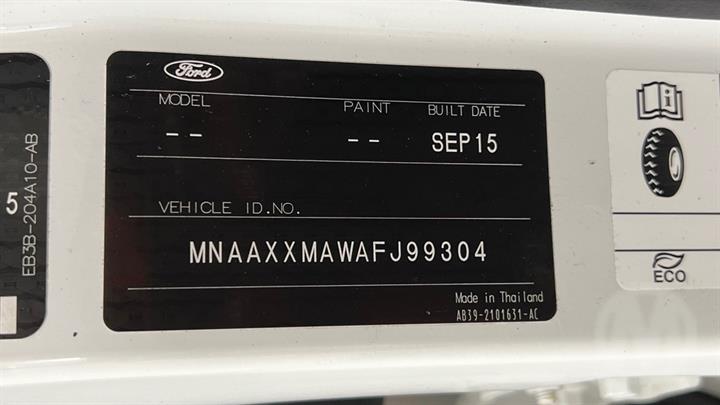 5
EB3B-204A10-AB
Ford
MODEL PAINT BUILT DATE
-- -- SEP15
VEHICLE ID.NO.
MNAAXXMAWAFJ99304
Made in Thailand
AB39-2101631-AC
i
ECO